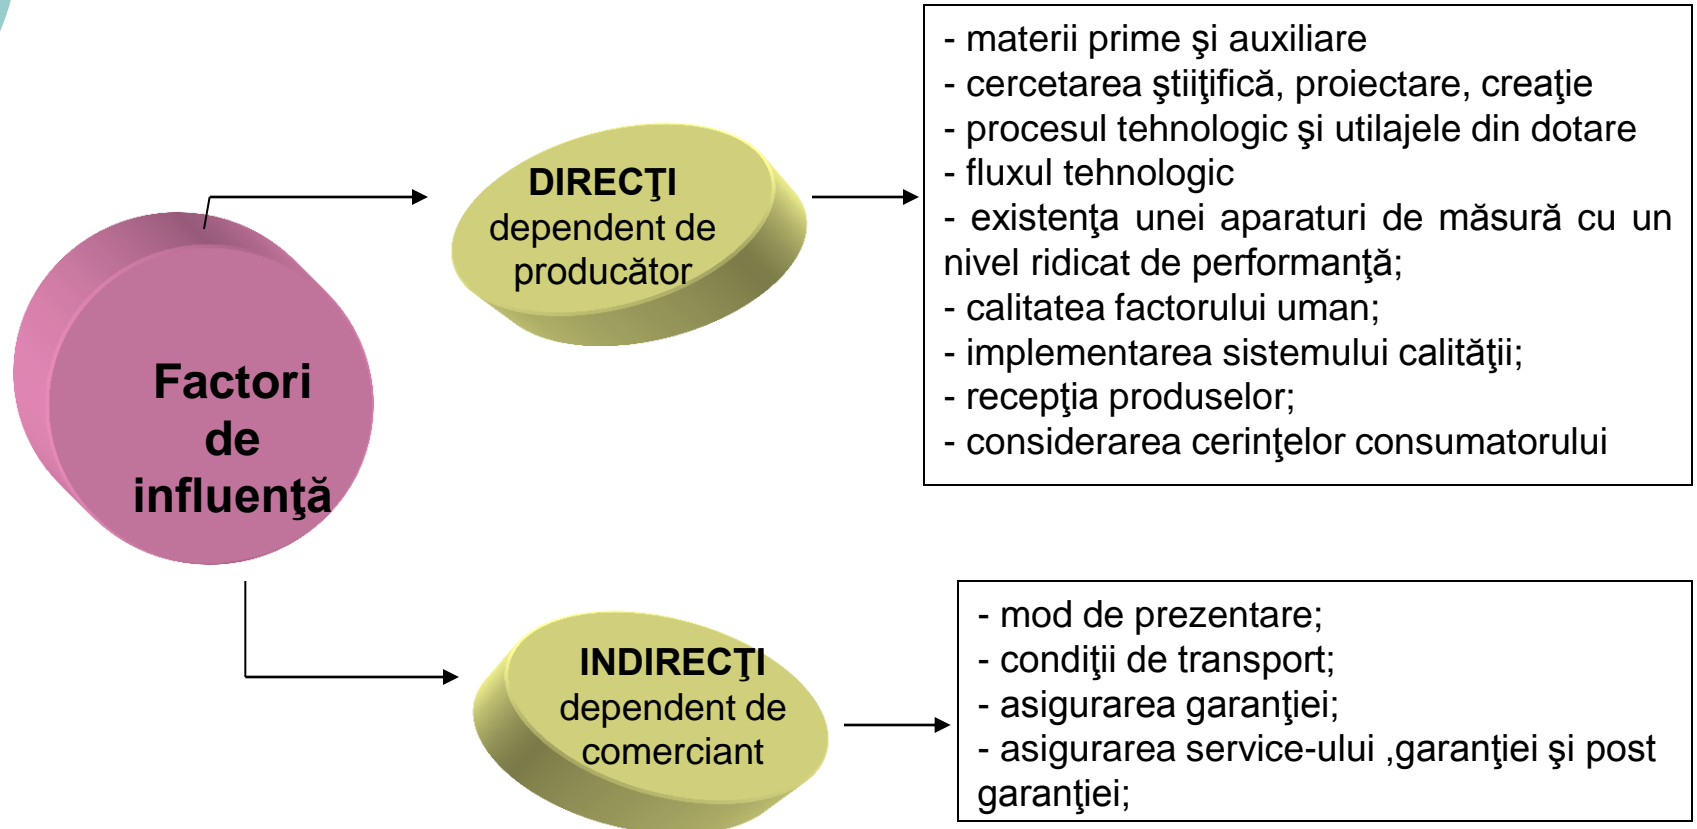 Factori
de
influenţă
DIRECŢI
dependent de
producător
- materii prime şi auxiliare
- cercetarea ştiiţifică, proiectare, creaţie
- procesul tehnologic şi utilajele din dotare
- fluxul tehnologic
- existenţa unei aparaturi de măsură cu un
nivel ridicat de performanţă;
- calitatea factorului uman;
- implementarea sistemului calităţii;
- recepţia produselor;
- considerarea cerinţelor consumatorului
INDIRECŢI
dependent de
comerciant
- mod de prezentare;
- condiţii de transport;
- asigurarea garanţiei;
- asigurarea service-ului ,garanţiei şi post
garanţiei;